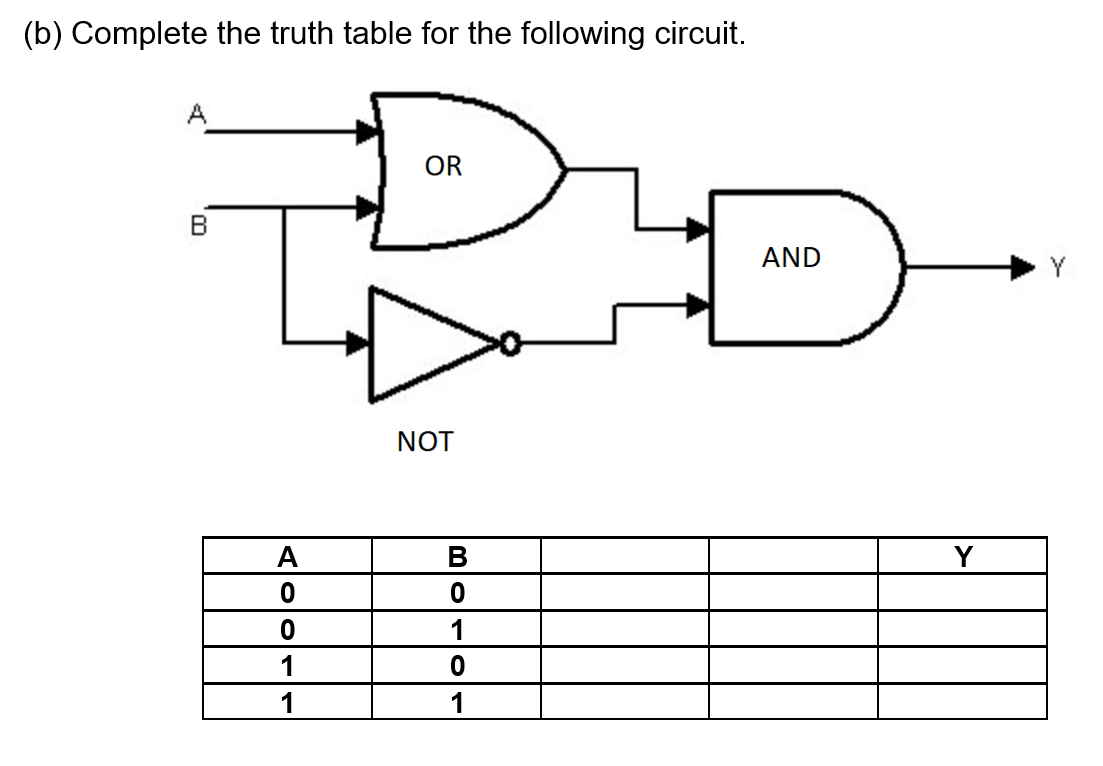 (b) Complete the truth table for the following circuit.
A
OR
B
AND
Y
NOT
A B Y
0 0
0 1
1 0
1 1